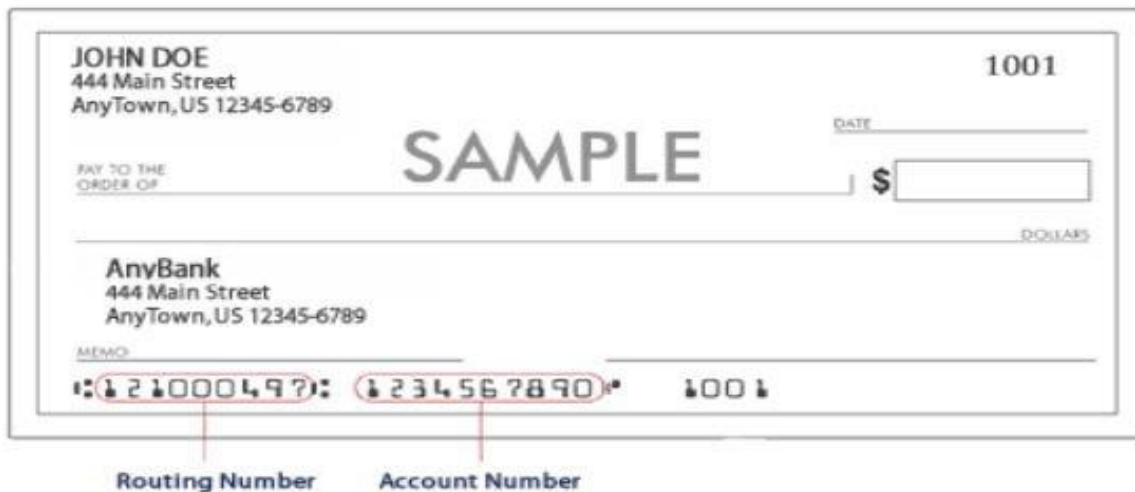 JOHN DOE
1001
444 Main Street
AnyTown, US 12345-6789
DATE
SAMPLE
PAY TO THE
ORDER OF
$
DOLLARS
AnyBank
444 Main Street
AnyTown, US 12345-6789
MEMO
⑆121000497⑆ 1234567890⑈ 1001
Routing Number Account Number